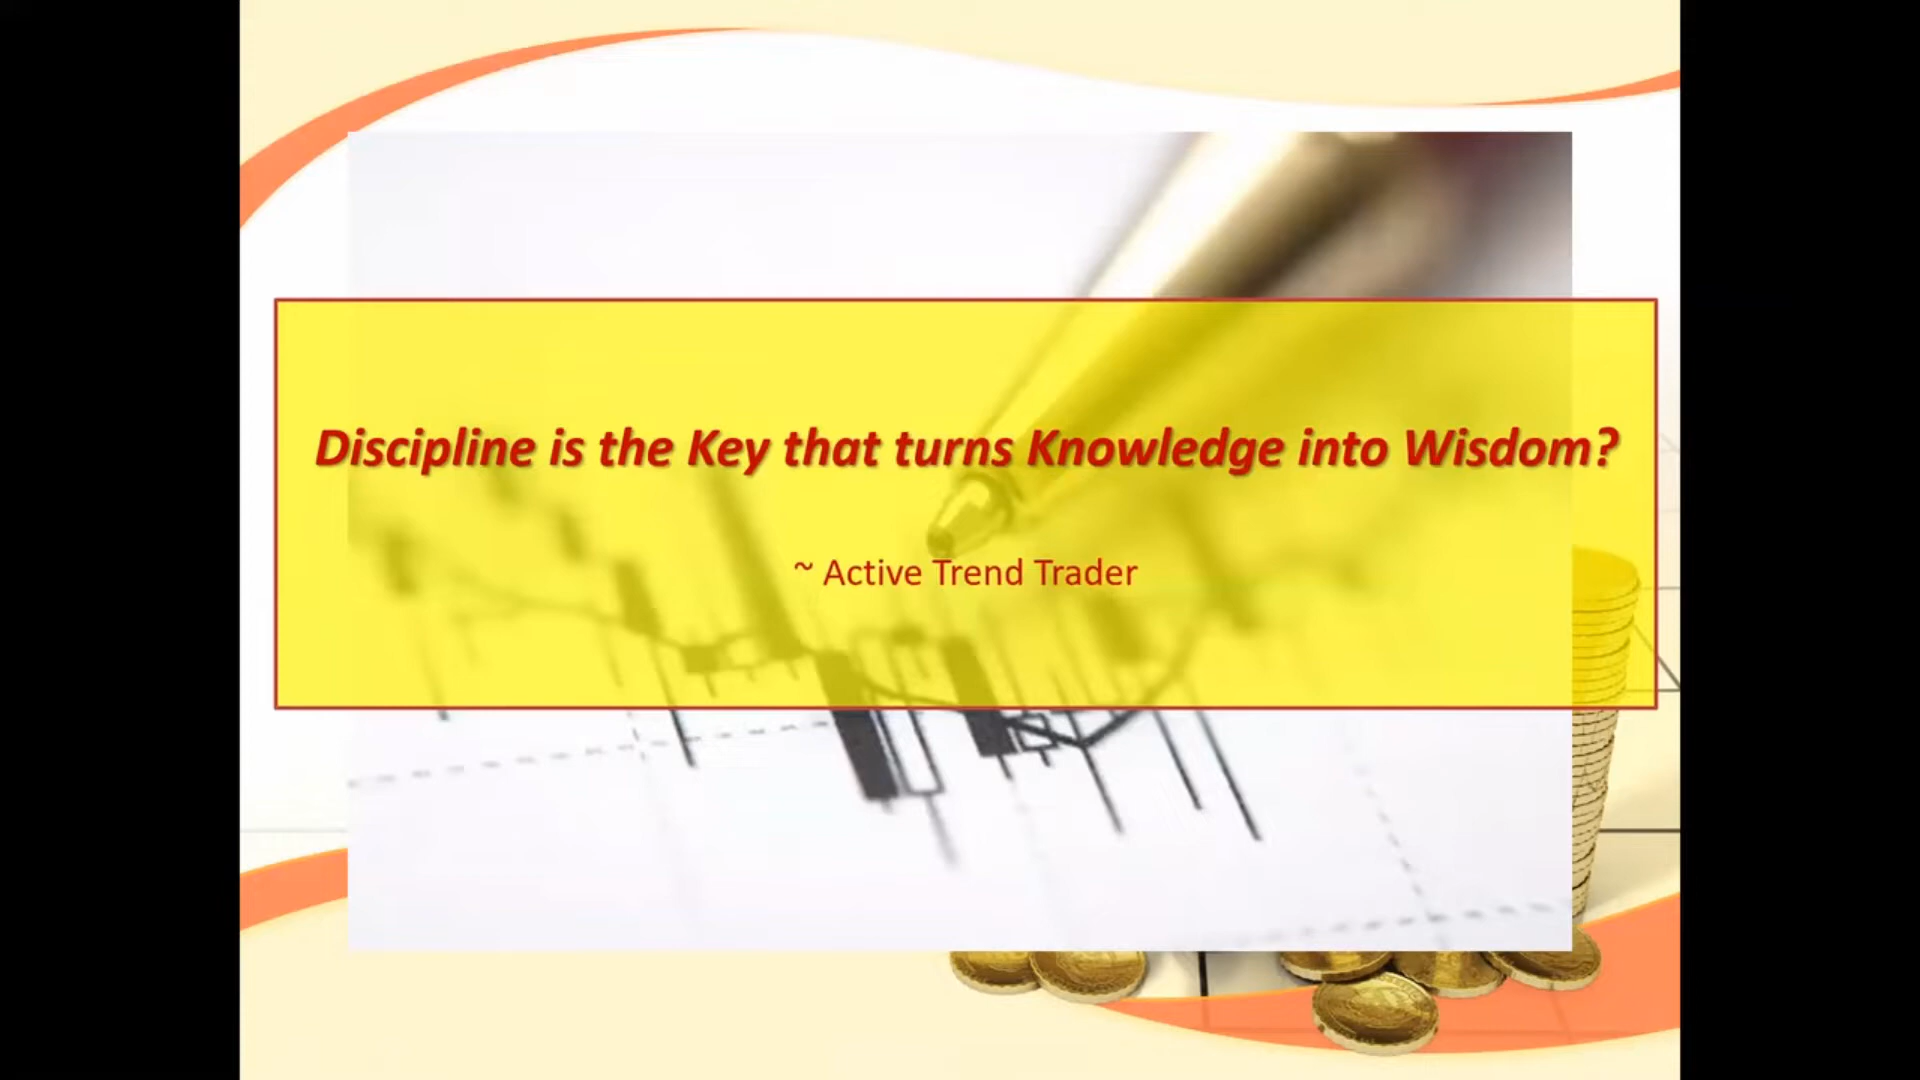 Discipline is the Key that turns Knowledge into Wisdom?
~ Active Trend Trader